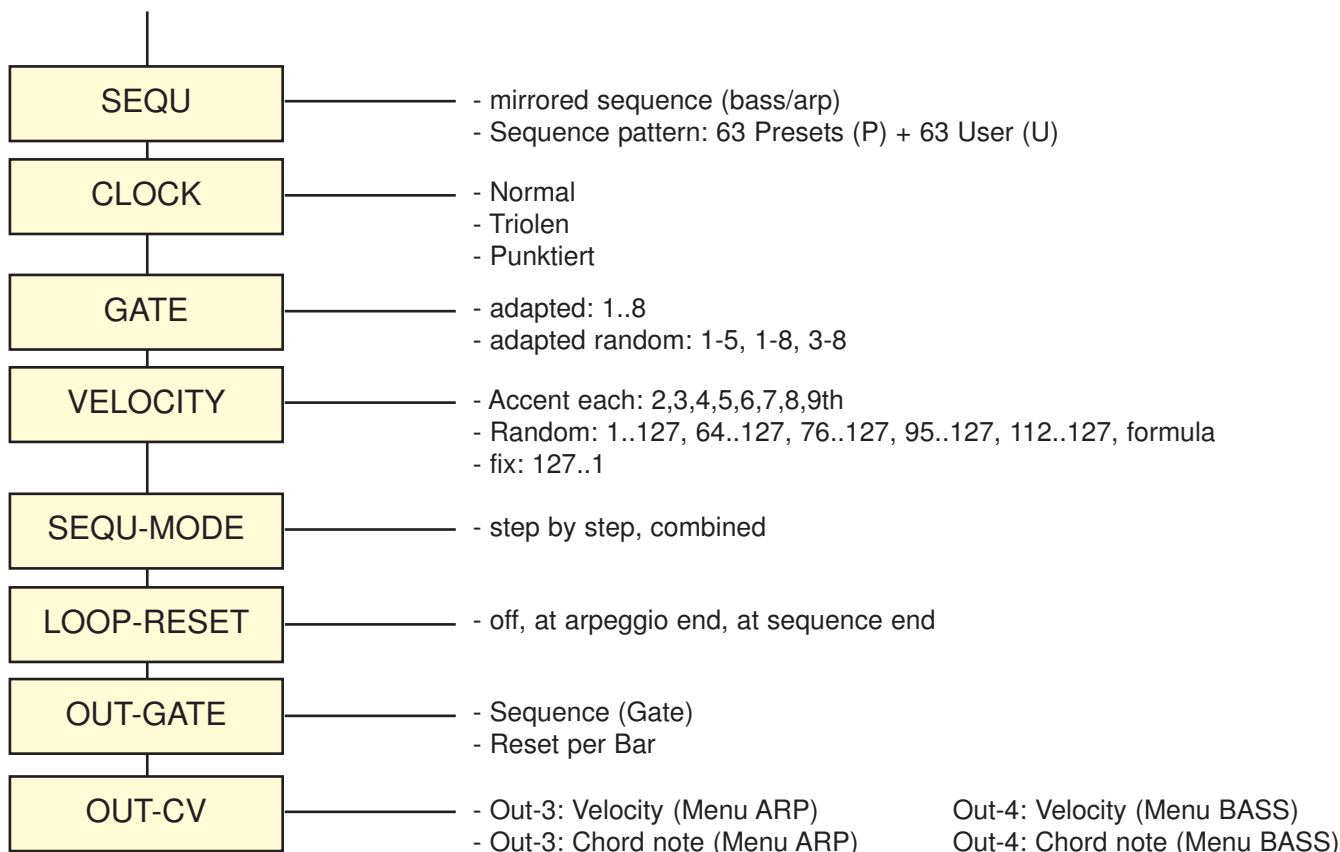 SEQU
- mirrored sequence (bass/arp)
- Sequence pattern: 63 Presets (P) + 63 User (U)
CLOCK
- Normal
- Triolen
- Punktiert
GATE
- adapted: 1..8
- adapted random: 1-5, 1-8, 3-8
VELOCITY
- Accent each: 2,3,4,5,6,7,8,9th
- Random: 1..127, 64..127, 76..127, 95..127, 112..127, formula
- fix: 127..1
SEQU-MODE
- step by step, combined
LOOP-RESET
- off, at arpeggio end, at sequence end
OUT-GATE
- Sequence (Gate)
- Reset per Bar
OUT-CV
- Out-3: Velocity (Menu ARP) Out-4: Velocity (Menu BASS)
- Out-3: Chord note (Menu ARP) Out-4: Chord note (Menu BASS)